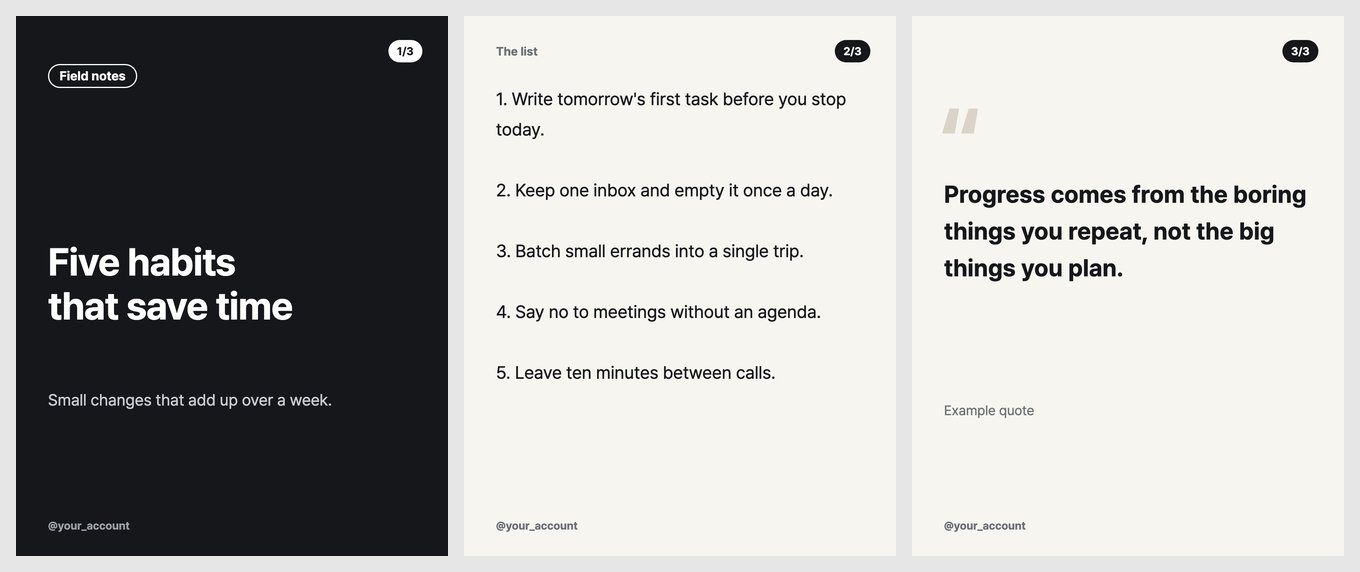 1/3
Field notes
Five habits
that save time
Small changes that add up over a week.
@your_account
The list
2/3
1. Write tomorrow's first task before you stop
today.
2. Keep one inbox and empty it once a day.
3. Batch small errands into a single trip.
4. Say no to meetings without an agenda.
5. Leave ten minutes between calls.
@your_account
3/3
"
Progress comes from the boring
things you repeat, not the big
things you plan.
Example quote
@your_account